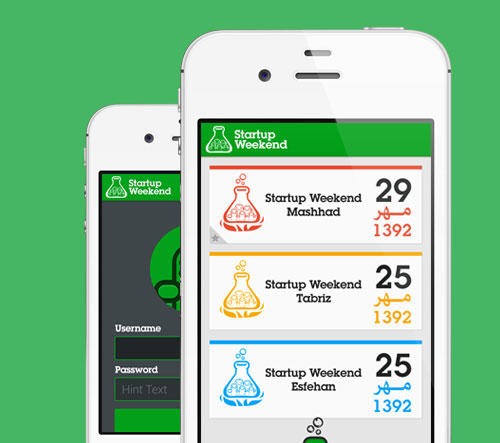 Startup
Weekend
Username
Password
Hint Text
Startup
Weekend
Startup Weekend
Mashhad
29
مهر
1392
Startup Weekend
Tabriz
25
مهر
1392
Startup Weekend
Esfehan
25
مهر
1392